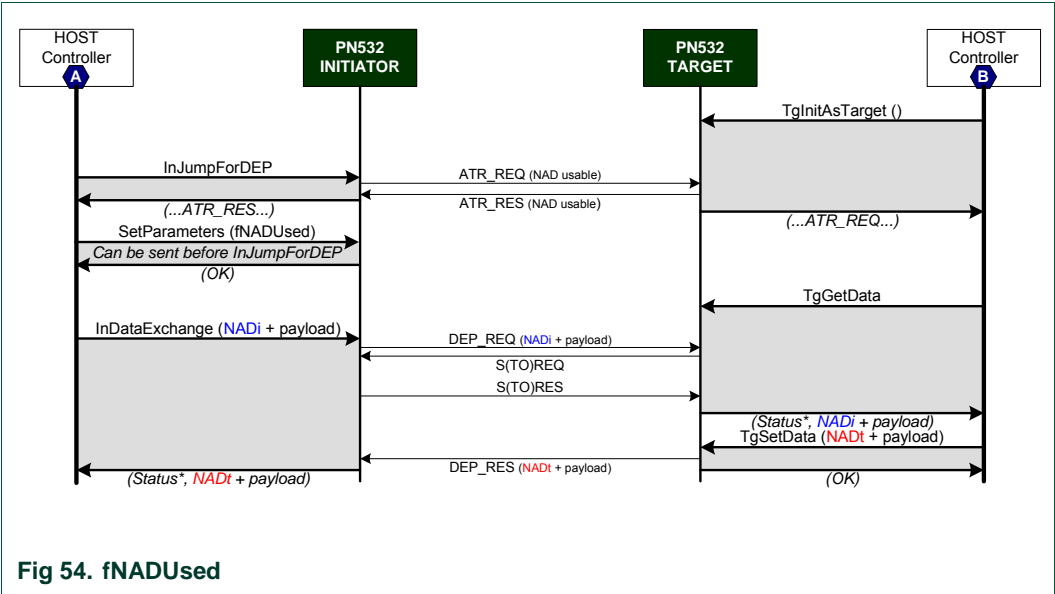 HOST
Controller
A
PN532
INITIATOR
PN532
TARGET
HOST
Controller
B
TgInitAsTarget ()
InJumpForDEP
ATR_REQ (NAD usable)
ATR_RES (NAD usable)
(...ATR_RES...)
(...ATR_REQ...)
SetParameters (fNADUsed)
Can be sent before InJumpForDEP
(OK)
TgGetData
InDataExchange (NADi + payload)
DEP_REQ (NADi + payload)
S(TO)REQ
S(TO)RES
(Status*, NADi + payload)
TgSetData (NADt + payload)
DEP_RES (NADt + payload)
(Status*, NADt + payload)
(OK)
Fig 54. fNADUsed